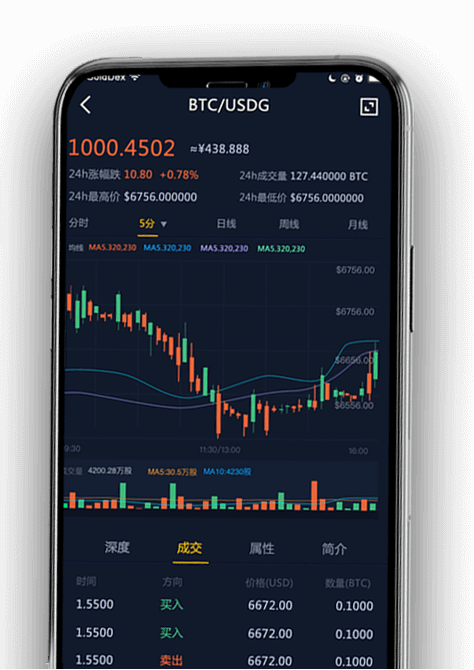 GoldDex
BTC/USDG
1000.4502 ≈¥438.888
24h涨幅跌 10.80 +0.78% 24h成交量 127.440000 BTC
24h最高价 $6756.000000 24h最低价 $6756.0000000
分时 5分 ▼ 日线 周线 月线
均线 MA5.320,230 MA5.320,230 MA5.320,230 MA5.320,230
$6756.00
$6756.00
$6656.00
$6556.00
9:30 11:30/13:00 16:00
成交量 4200.28万股 MA5:30.5万股 MA10:4230股
深度 成交 属性 简介
时间 方向 价格(USD) 数量(BTC)
1.5500 买入 6672.00 0.1000
1.5500 买入 6672.00 0.1000
1.5500 卖出 6672.00 0.1000